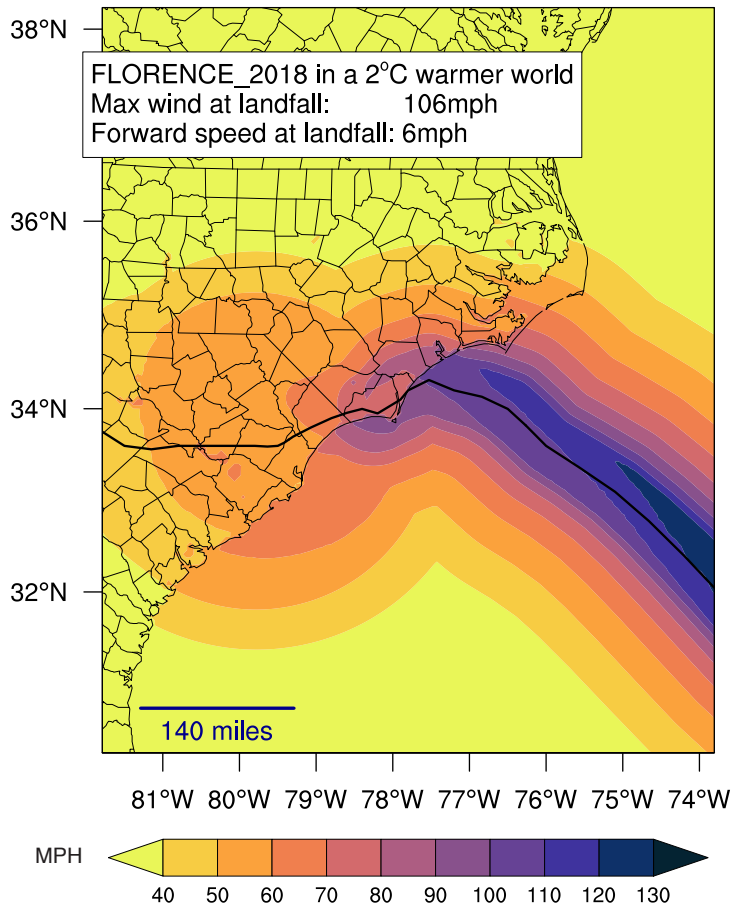 38°N
FLORENCE_2018 in a 2°C warmer world
Max wind at landfall: 106mph
Forward speed at landfall: 6mph
36°N
34°N
32°N
140 miles
81°W 80°W 79°W 78°W 77°W 76°W 75°W 74°W
MPH
40 50 60 70 80 90 100 110 120 130